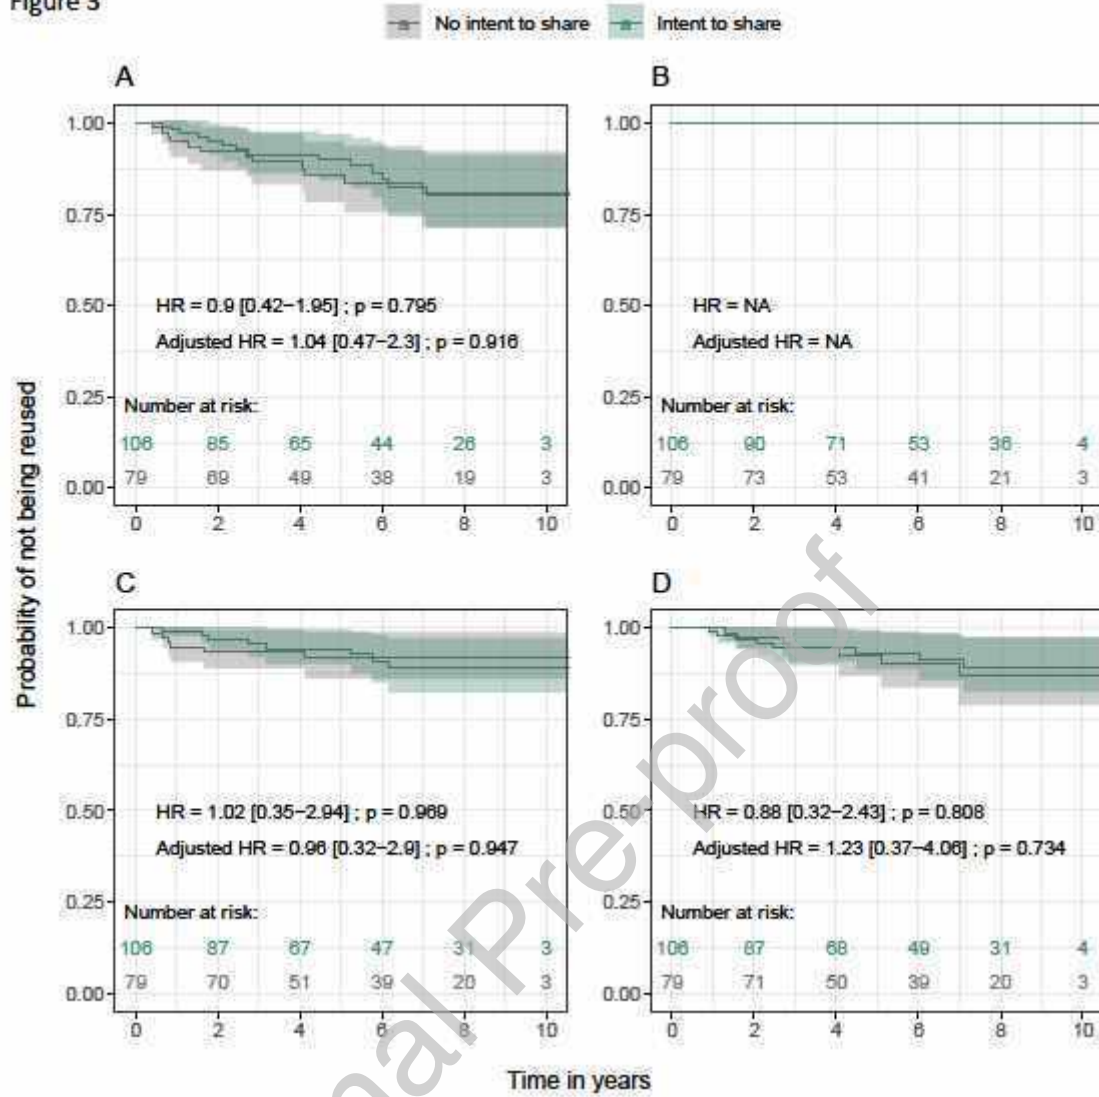 Figure 3
No intent to share Intent to share
A
B
1.00
0.75
0.50
0.25
0.00
HR = 0.9 [0.42−1.95] ; p = 0.795
Adjusted HR = 1.04 [0.47−2.3] ; p = 0.916
Number at risk:
106 85 65 44 26 3
79 69 49 38 19 3
0 2 4 6 8 10
1.00
0.75
0.50
0.25
0.00
HR = NA
Adjusted HR = NA
Number at risk:
106 90 71 53 36 4
79 73 53 41 21 3
0 2 4 6 8 10
Probability of not being reused
C
D
1.00
0.75
0.50
0.25
0.00
HR = 1.02 [0.35−2.94] ; p = 0.969
Adjusted HR = 0.96 [0.32−2.9] ; p = 0.947
Number at risk:
106 87 67 47 31 3
79 70 51 39 20 3
0 2 4 6 8 10
1.00
0.75
0.50
0.25
0.00
HR = 0.88 [0.32−2.43] ; p = 0.808
Adjusted HR = 1.23 [0.37−4.06] ; p = 0.734
Number at risk:
106 87 68 49 31 4
79 71 50 39 20 3
0 2 4 6 8 10
Time in years
nal Pre-proof